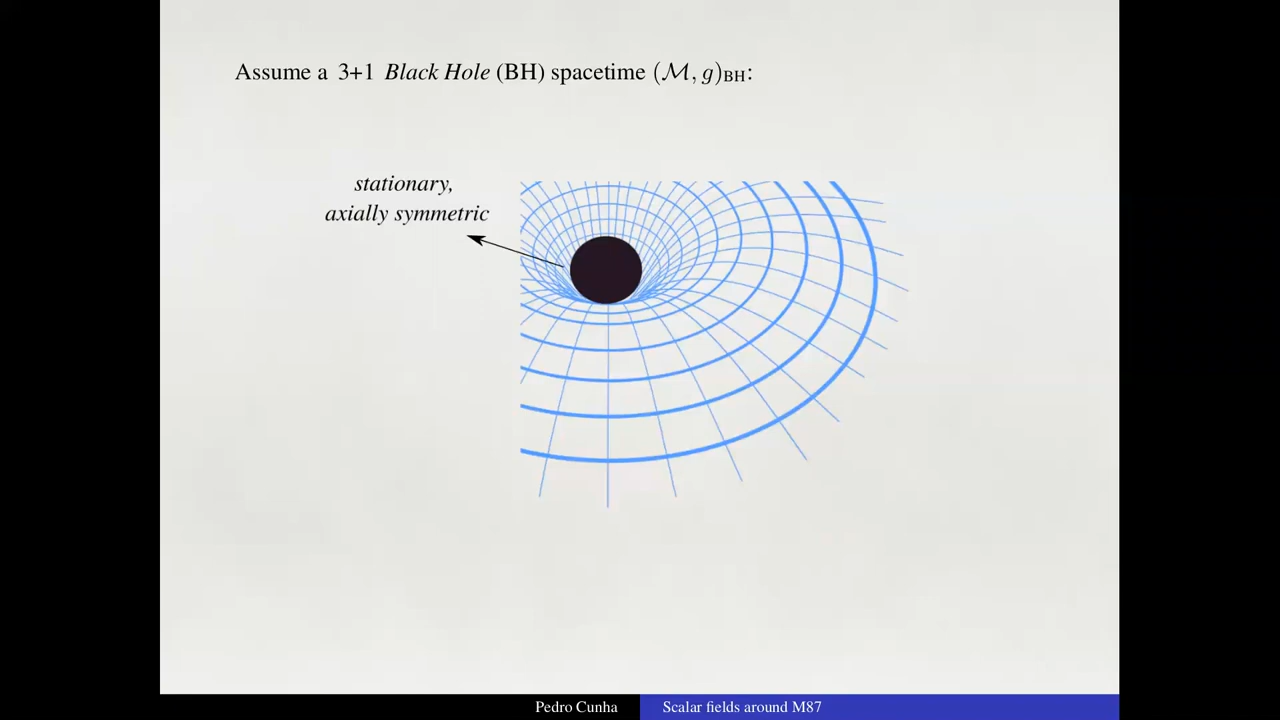 Assume a 3+1 Black Hole (BH) spacetime (ℳ, g)BH:
stationary,
axially symmetric
Pedro Cunha
Scalar fields around M87